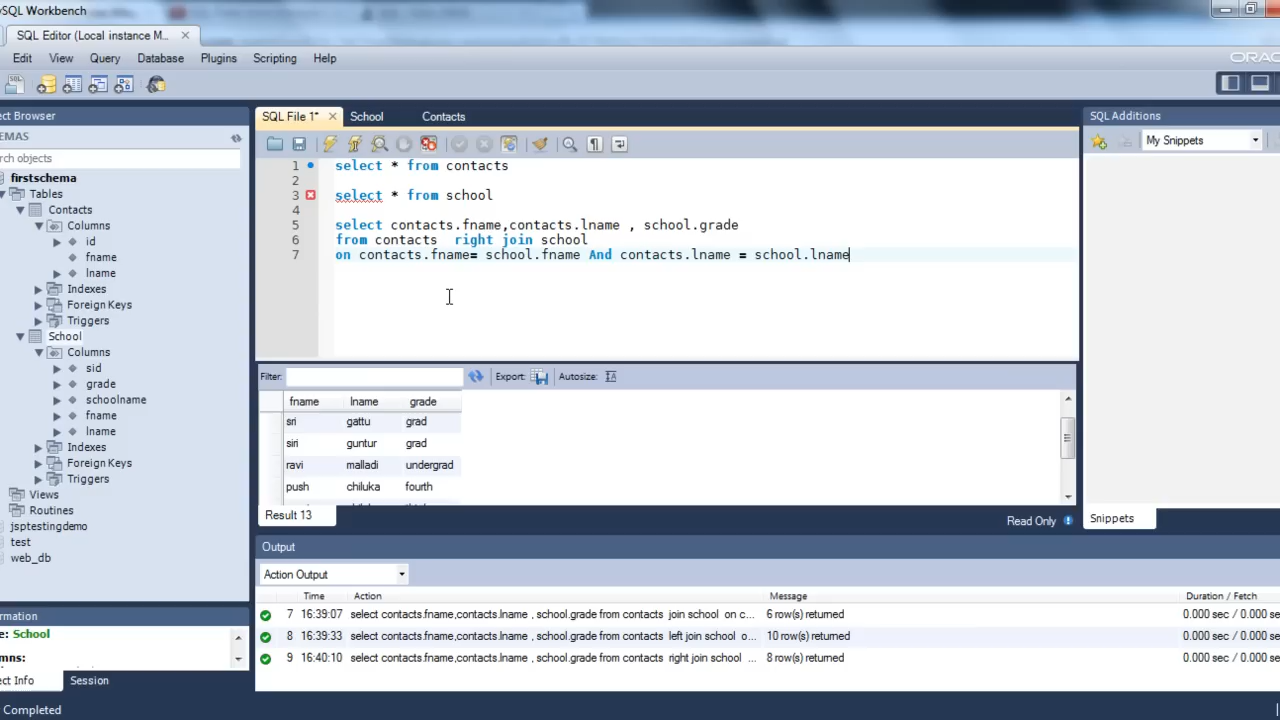 ySQL Workbench
SQL Editor (Local instance M...
Edit View Query Database Plugins Scripting Help
ORAC
ect Browser
EMAS
rch objects
firstschema
Tables
Contacts
Columns
id
fname
lname
Indexes
Foreign Keys
Triggers
School
Columns
sid
grade
schoolname
fname
lname
Indexes
Foreign Keys
Triggers
Views
Routines
jsptestingdemo
test
web_db
ormation
e: School
mns:
ect Info Session
Completed
SQL File 1* School Contacts
1 select * from contacts
2
3 select * from school
4
5 select contacts.fname,contacts.lname , school.grade
6 from contacts  right join school
7 on contacts.fname= school.fname And contacts.lname = school.lname
Filter: Export: Autosize:
fname lname grade
sri gattu grad
siri guntur grad
ravi malladi undergrad
push chiluka fourth
Result 13
Read Only
Output
Action Output
Time Action Message Duration / Fetch
7 16:39:07 select contacts.fname,contacts.lname , school.grade from contacts  join school  on c... 6 row(s) returned 0.000 sec / 0.000 sec
8 16:39:33 select contacts.fname,contacts.lname , school.grade from contacts  left join school  o... 10 row(s) returned 0.000 sec / 0.000 sec
9 16:40:10 select contacts.fname,contacts.lname , school.grade from contacts  right join school  ... 8 row(s) returned 0.000 sec / 0.000 sec
SQL Additions
My Snippets
Snippets